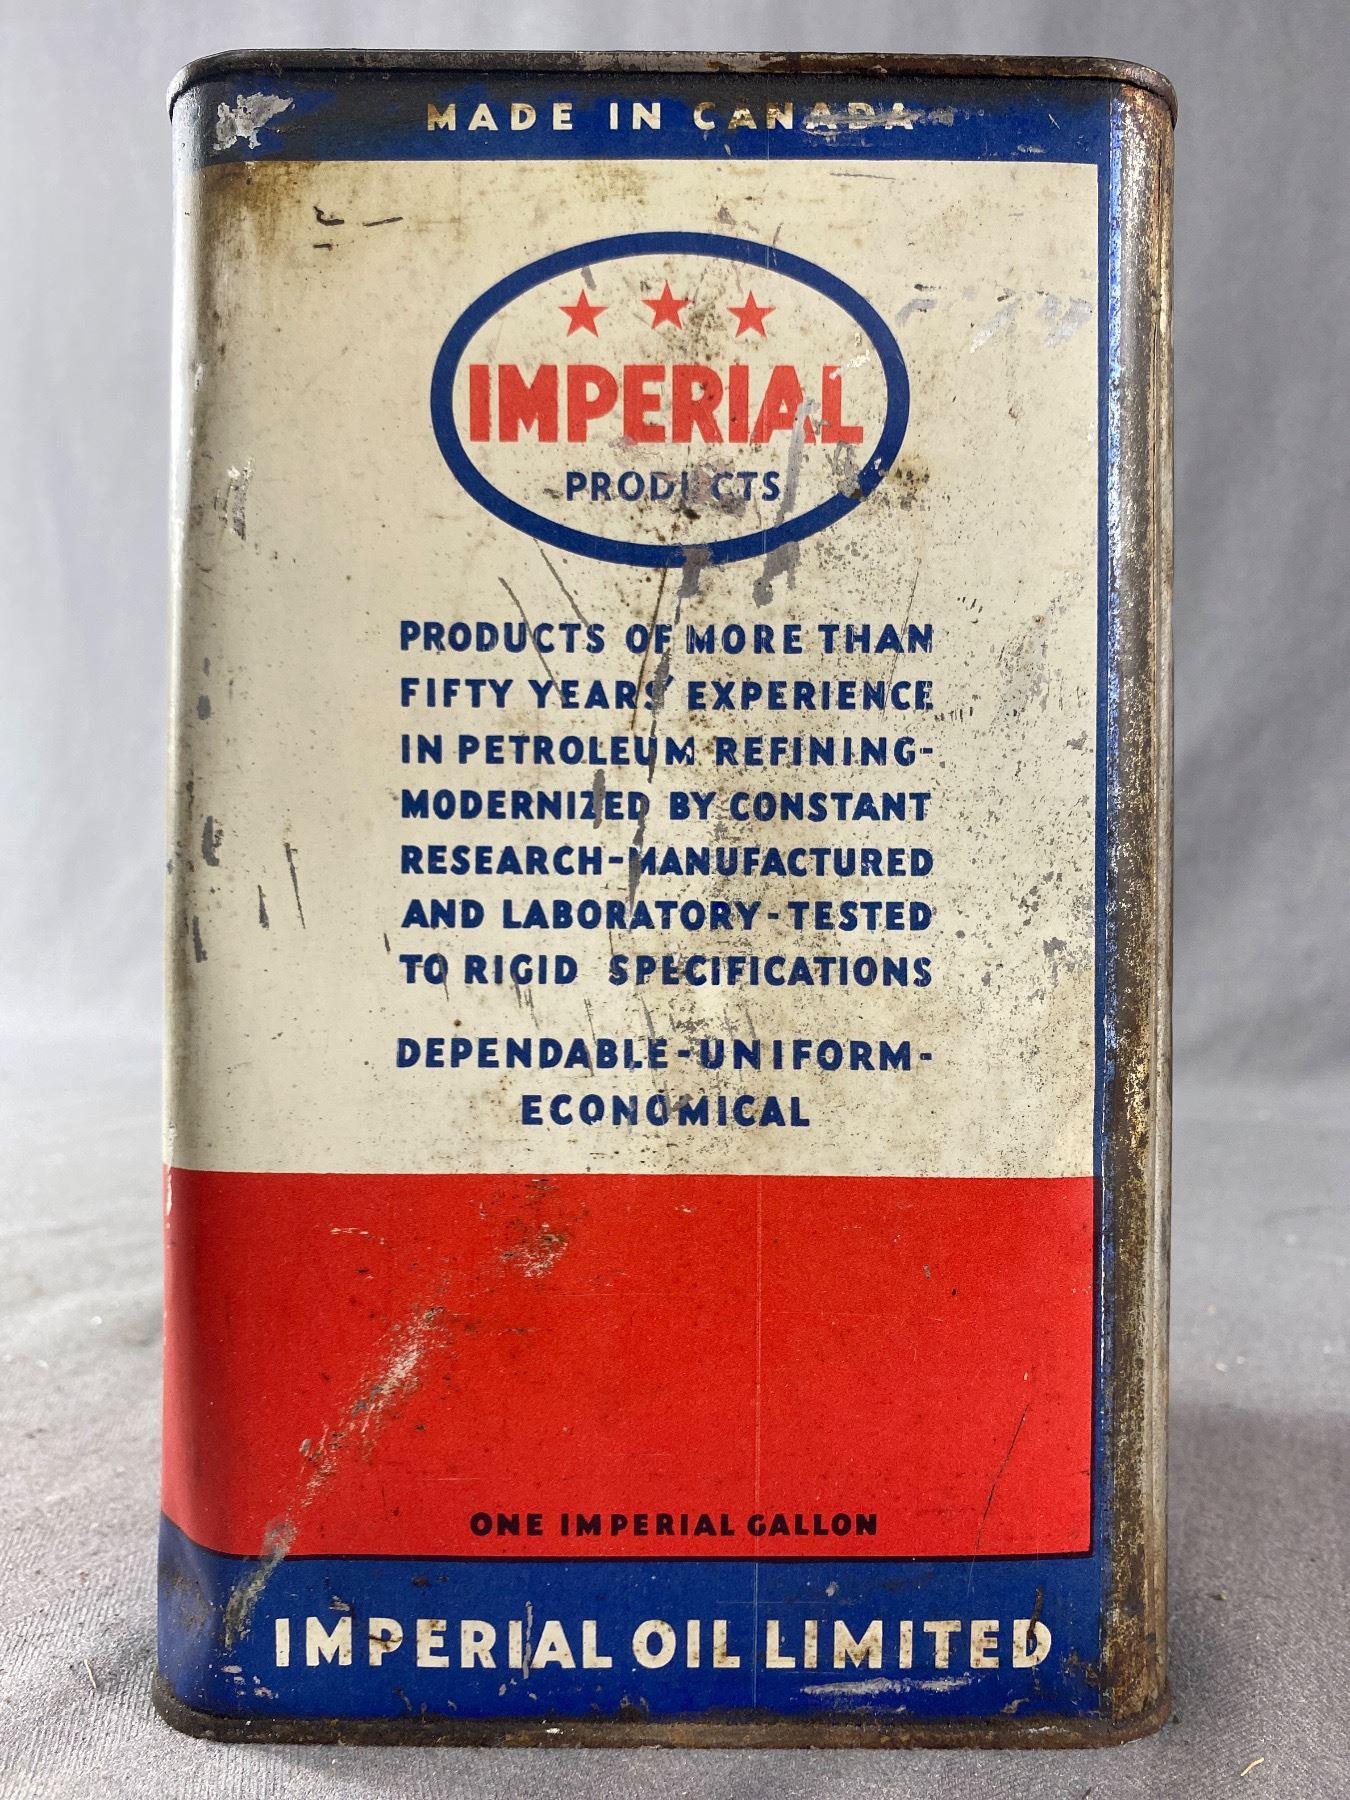 MADE IN CANADA
IMPERIAL
PRODUCTS
PRODUCTS OF MORE THAN
FIFTY YEARS' EXPERIENCE
IN PETROLEUM REFINING-
MODERNIZED BY CONSTANT
RESEARCH-MANUFACTURED
AND LABORATORY-TESTED
TO RIGID SPECIFICATIONS
DEPENDABLE-UNIFORM-
ECONOMICAL
ONE IMPERIAL GALLON
IMPERIAL OIL LIMITED